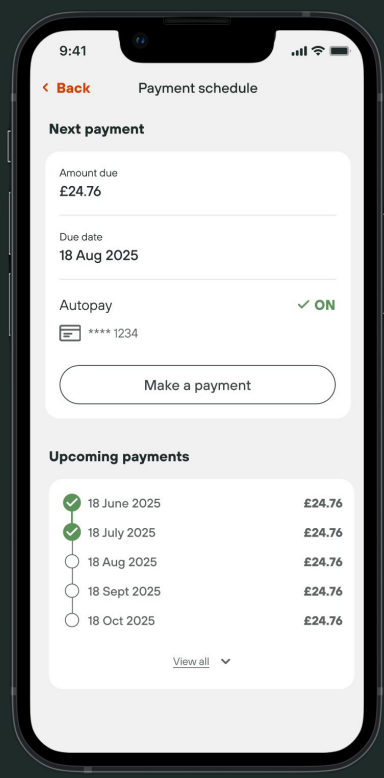 9:41
Back Payment schedule
Next payment
Amount due
£24.76
Due date
18 Aug 2025
Autopay ON
**** 1234
Make a payment
Upcoming payments
18 June 2025 £24.76
18 July 2025 £24.76
18 Aug 2025 £24.76
18 Sept 2025 £24.76
18 Oct 2025 £24.76
View all